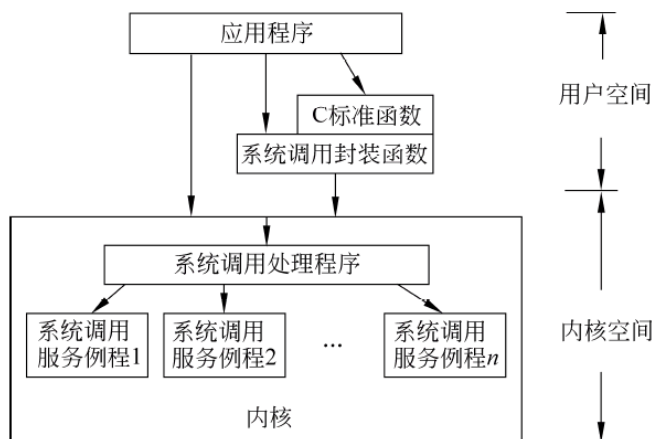 应用程序
用户空间
C标准函数
系统调用封装函数
系统调用处理程序
系统调用
服务例程1
系统调用
服务例程2
...
系统调用
服务例程n
内核空间
内核